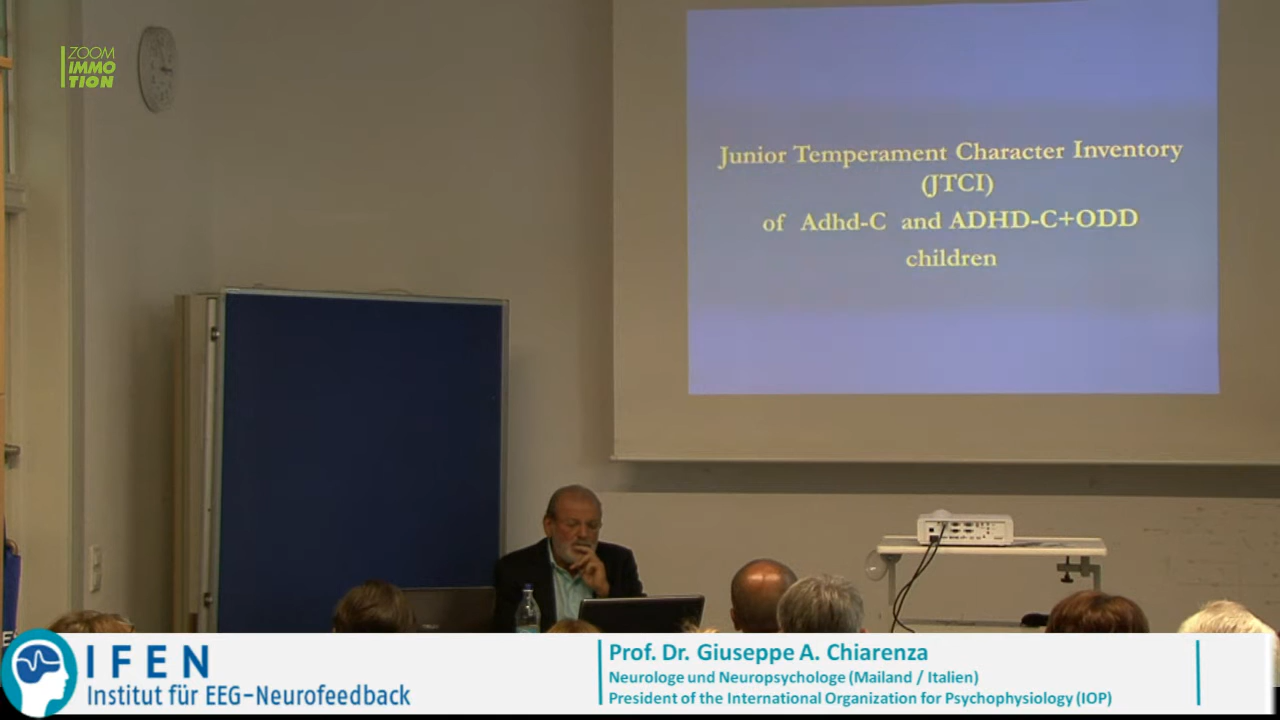 ZOOM
IMMO
TION
Junior Temperament Character Inventory
(JTCI)
of Adhd-C and ADHD-C+ODD
children
IFEN
Institut für EEG-Neurofeedback
Prof. Dr. Giuseppe A. Chiarenza
Neurologe und Neuropsychologe (Mailand / Italien)
President of the International Organization for Psychophysiology (IOP)